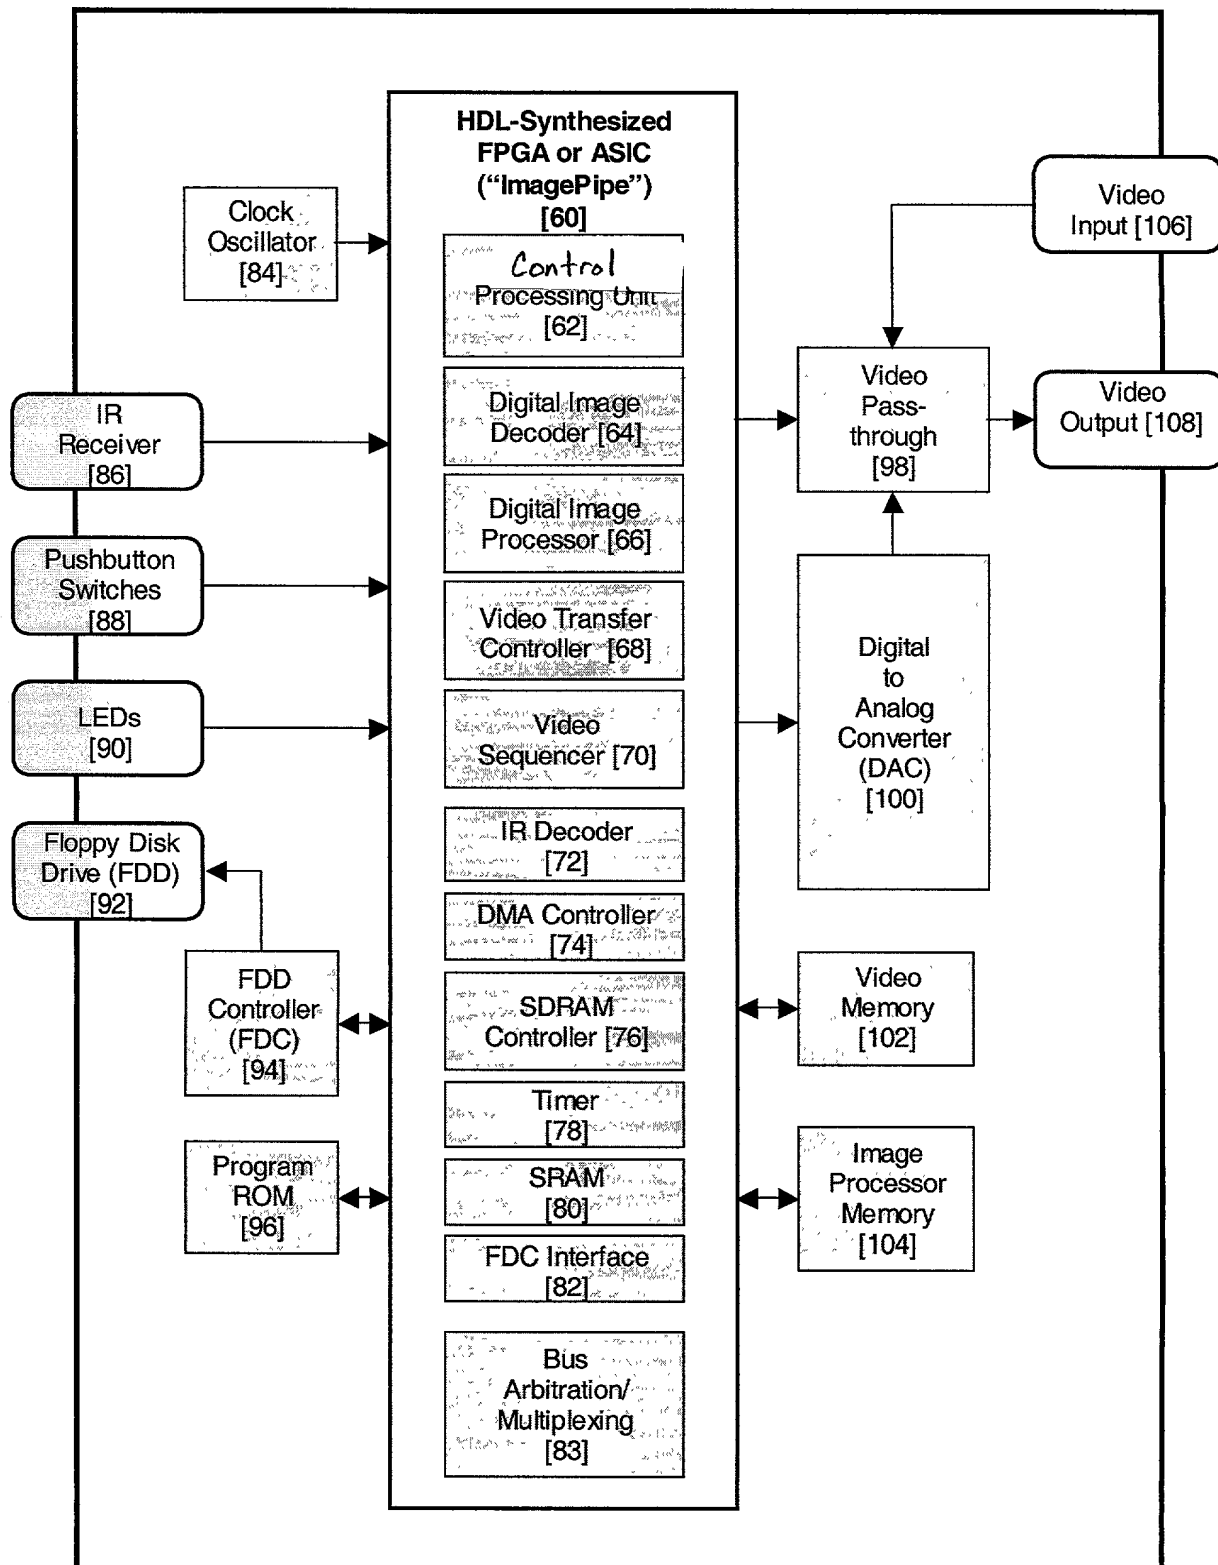 HDL-Synthesized
FPGA or ASIC
(“ImagePipe”)
[60]
Control
Processing Unit
[62]
Digital Image
Decoder [64]
Digital Image
Processor [66]
Video Transfer
Controller [68]
Video
Sequencer [70]
IR Decoder
[72]
DMA Controller
[74]
SDRAM
Controller [76]
Timer
[78]
SRAM
[80]
FDC Interface
[82]
Bus
Arbitration/
Multiplexing
[83]
Clock
Oscillator
[84]
IR
Receiver
[86]
Pushbutton
Switches
[88]
LEDs
[90]
Floppy Disk
Drive (FDD)
[92]
FDD
Controller
(FDC)
[94]
Program
ROM
[96]
Video
Input [106]
Video
Output [108]
Video
Pass-
through
[98]
Digital
to
Analog
Converter
(DAC)
[100]
Video
Memory
[102]
Image
Processor
Memory
[104]